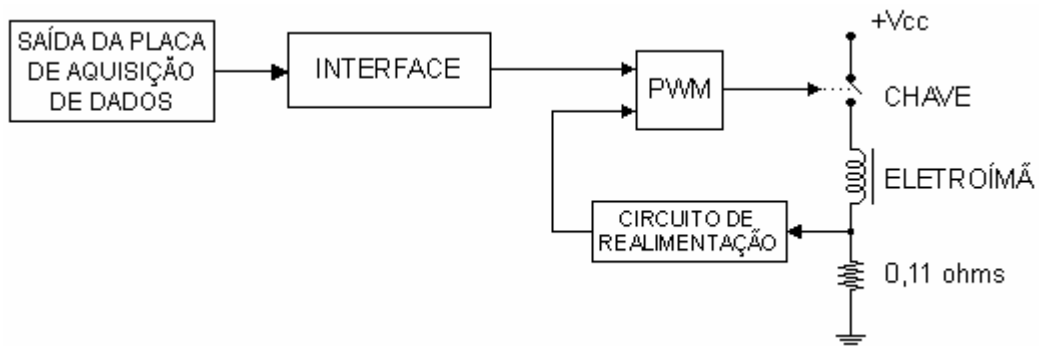 SAÍDA DA PLACA
DE AQUISIÇÃO
DE DADOS
INTERFACE
PWM
+Vcc
CHAVE
ELETROÍMÃ
CIRCUITO DE
REALIMENTAÇÃO
0,11 ohms